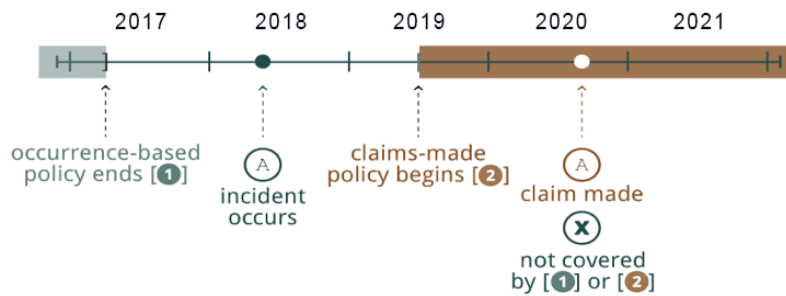 2017 2018 2019 2020 2021
occurrence-based
policy ends [1]
A
incident
occurs
claims-made
policy begins [2]
A
claim made
X
not covered
by [1] or [2]